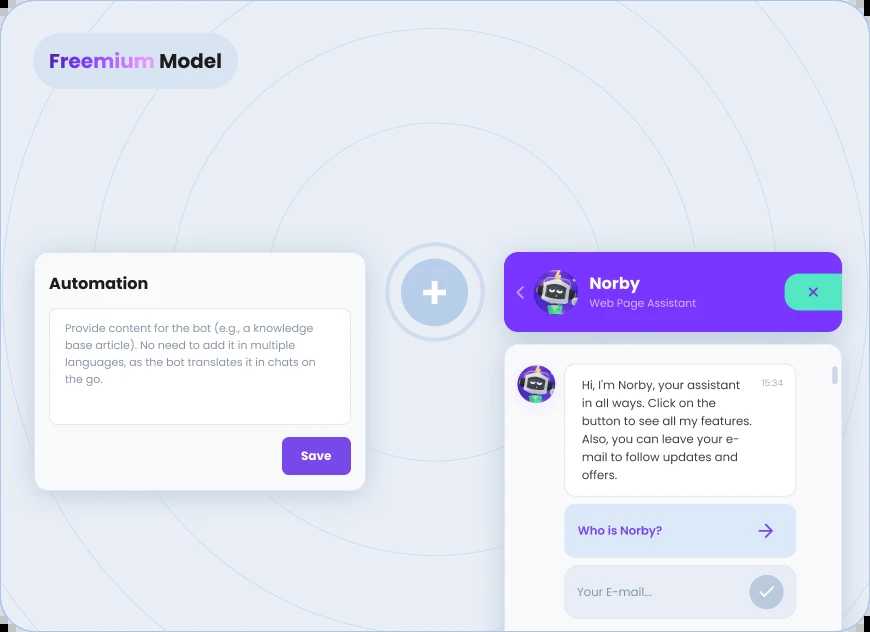 Freemium Model
Automation
Provide content for the bot (e.g., a knowledge
base article). No need to add it in multiple
languages, as the bot translates it in chats on
the go.
Save
Norby
Web Page Assistant
Hi, I'm Norby, your assistant
15:34
in all ways. Click on the
button to see all my features.
Also, you can leave your e-
mail to follow updates and
offers.
Who is Norby?
Your E-mail...